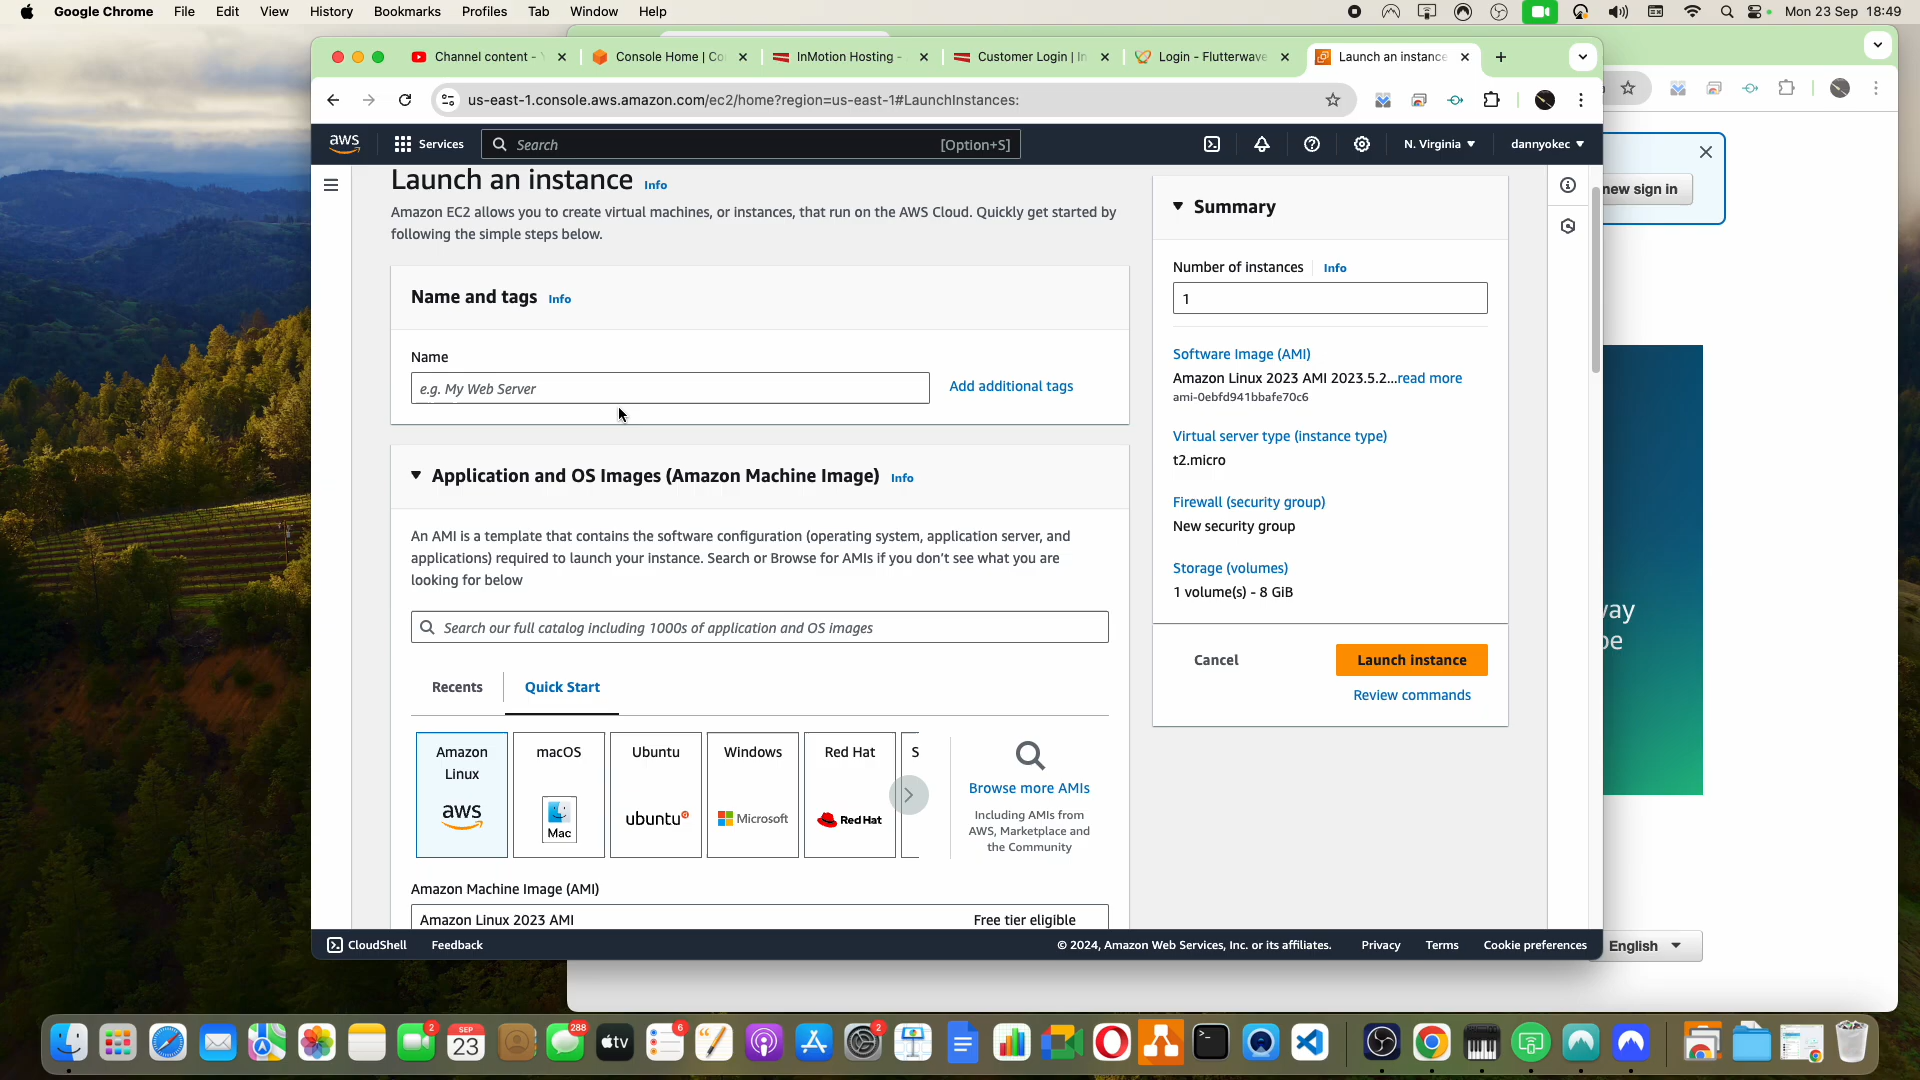 Google Chrome File Edit View History Bookmarks Profiles Tab Window Help
Mon 23 Sep 18:49
Channel content -
Console Home | Co
InMotion Hosting -
Customer Login | In
Login - Flutterwave
Launch an instance
us-east-1.console.aws.amazon.com/ec2/home?region=us-east-1#LaunchInstances:
aws
Services
Search
[Option+S]
N. Virginia
dannyokec
new sign in
Launch an instance Info
Amazon EC2 allows you to create virtual machines, or instances, that run on the AWS Cloud. Quickly get started by
following the simple steps below.
Name and tags Info
Name
e.g. My Web Server
Add additional tags
Application and OS Images (Amazon Machine Image) Info
An AMI is a template that contains the software configuration (operating system, application server, and
applications) required to launch your instance. Search or Browse for AMIs if you don't see what you are
looking for below
Search our full catalog including 1000s of application and OS images
Recents
Quick Start
Amazon
Linux
aws
macOS
Mac
Ubuntu
ubuntu
Windows
Microsoft
Red Hat
Red Hat
S
Browse more AMIs
Including AMIs from
AWS, Marketplace and
the Community
Amazon Machine Image (AMI)
Amazon Linux 2023 AMI
Free tier eligible
Summary
Number of instances Info
1
Software Image (AMI)
Amazon Linux 2023 AMI 2023.5.2...read more
ami-0ebfd941bbafe70c6
Virtual server type (instance type)
t2.micro
Firewall (security group)
New security group
Storage (volumes)
1 volume(s) - 8 GiB
Cancel
Launch instance
Review commands
CloudShell
Feedback
© 2024, Amazon Web Services, Inc. or its affiliates.
Privacy
Terms
Cookie preferences
English
2
SEP
23
288
tv
6
2